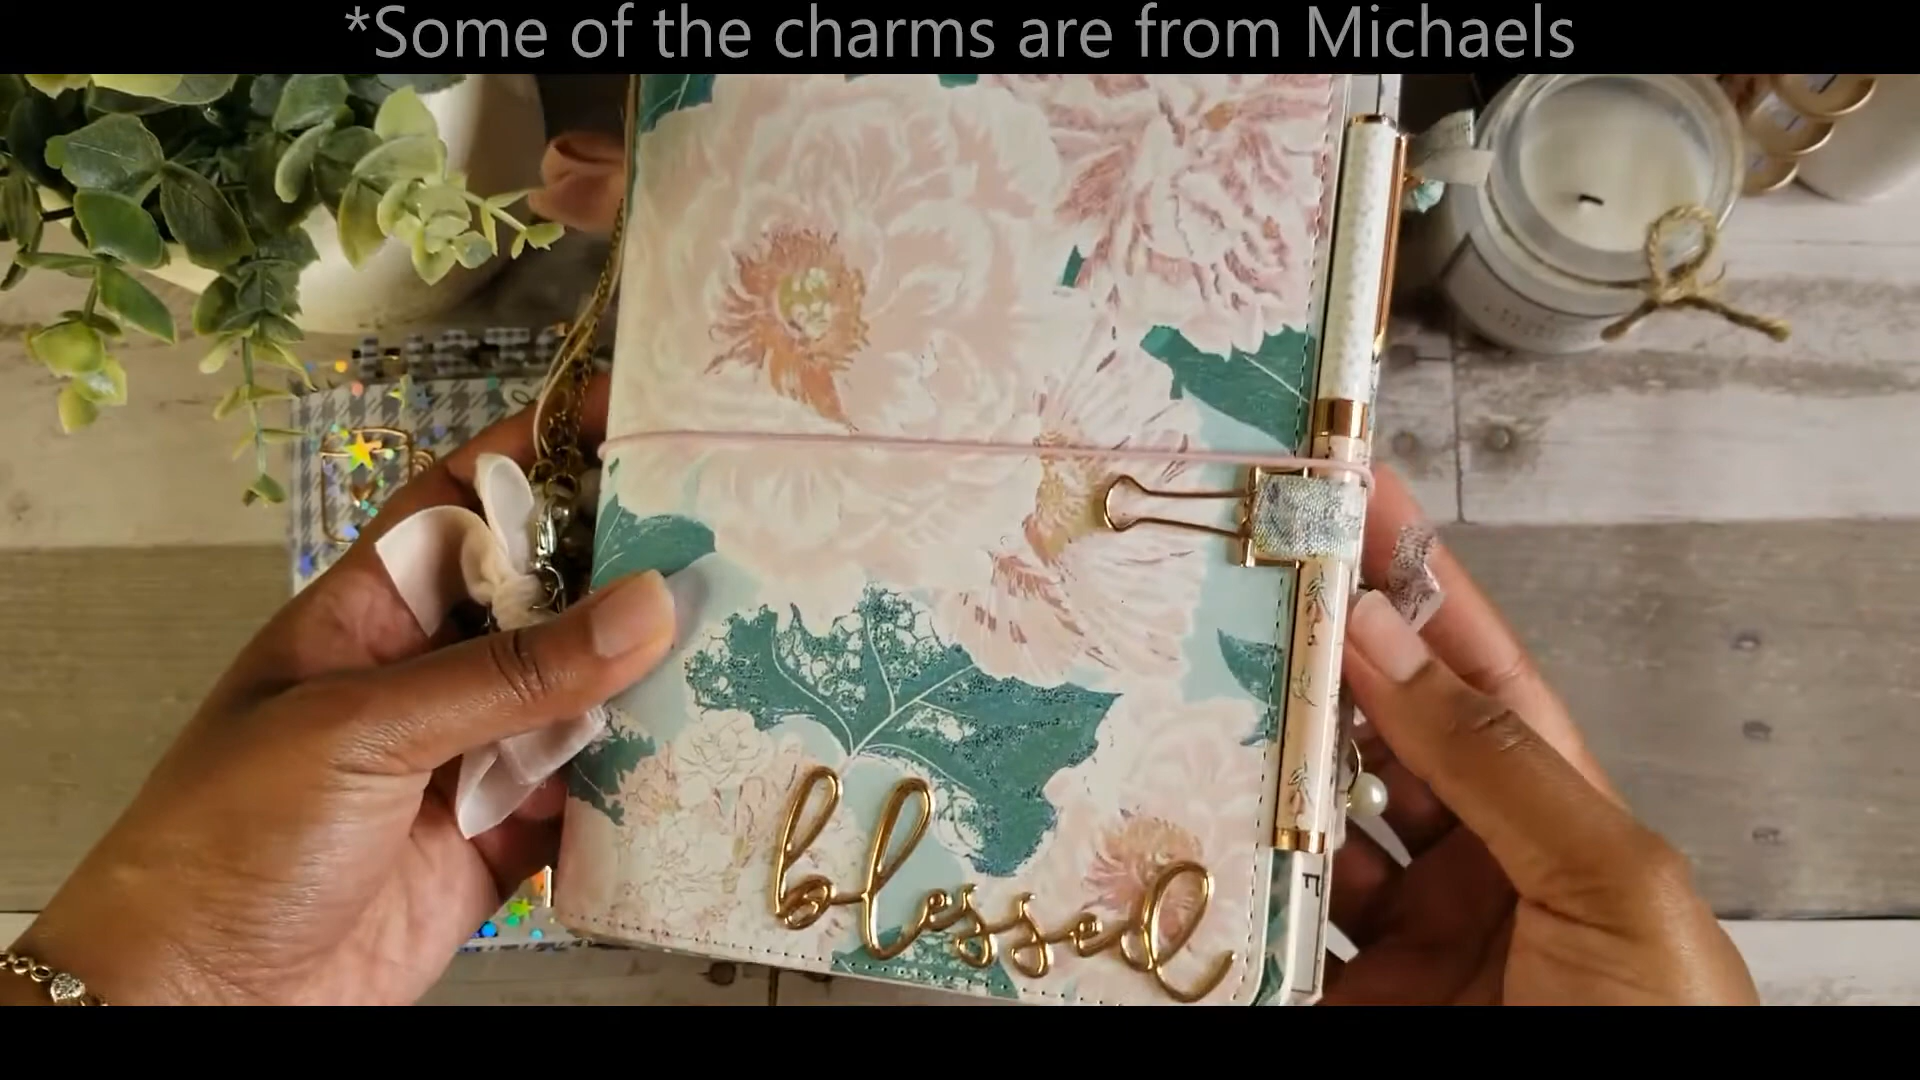 *Some of the charms are from Michaels
blessed
F